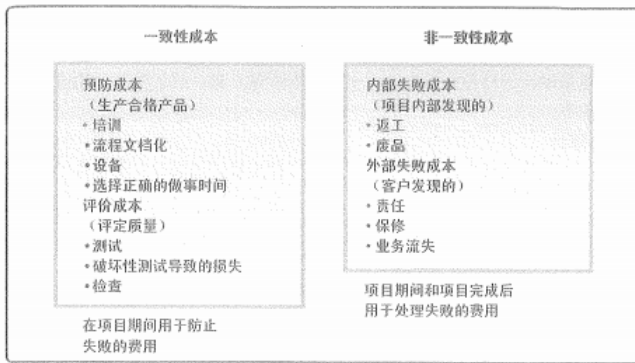 一致性成本
预防成本
（生产合格产品）
•培训
•流程文档化
•设备
•选择正确的做事时间
评价成本
（评定质量）
•测试
•破坏性测试导致的损失
•检查
在项目期间用于防止
失败的费用
非一致性成本
内部失败成本
（项目内部发现的）
•返工
•废品
外部失败成本
（客户发现的）
•责任
•保修
•业务流失
项目期间和项目完成后
用于处理失败的费用